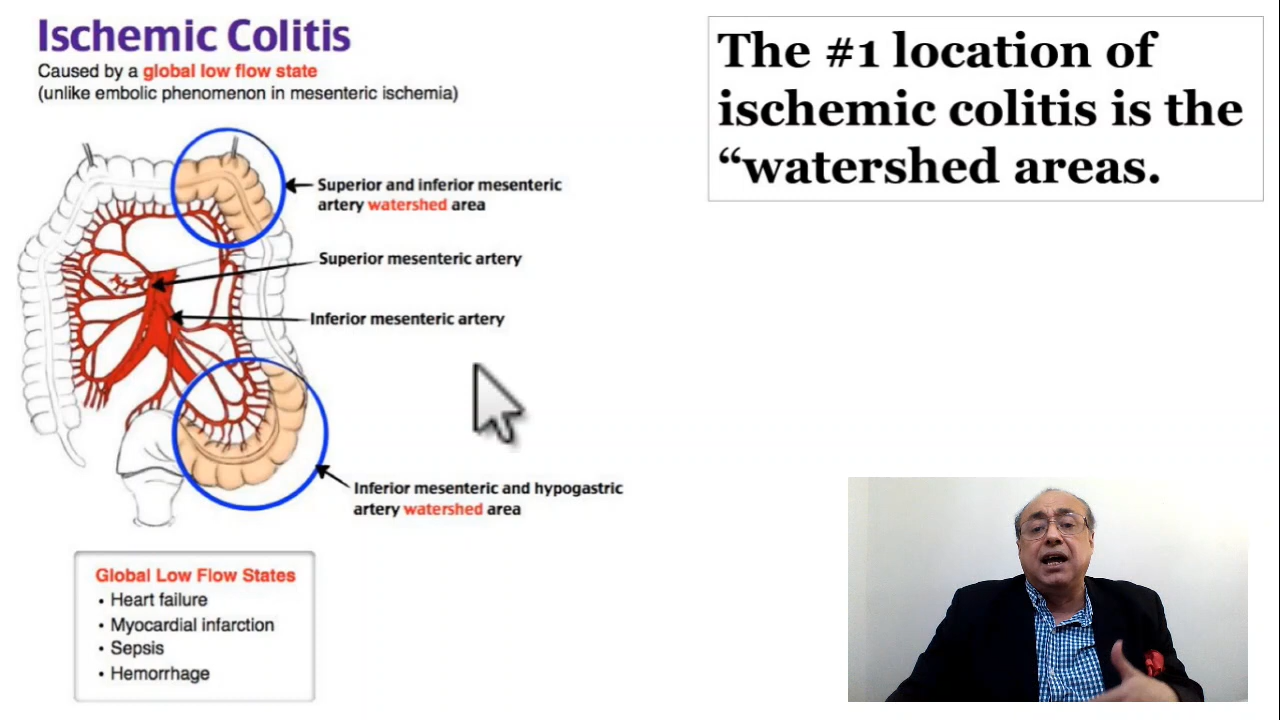 Ischemic Colitis
Caused by a global low flow state
(unlike embolic phenomenon in mesenteric ischemia)
The #1 location of
ischemic colitis is the
“watershed areas.
Superior and inferior mesenteric
artery watershed area
Superior mesenteric artery
Inferior mesenteric artery
Inferior mesenteric and hypogastric
artery watershed area
Global Low Flow States
• Heart failure
• Myocardial infarction
• Sepsis
• Hemorrhage